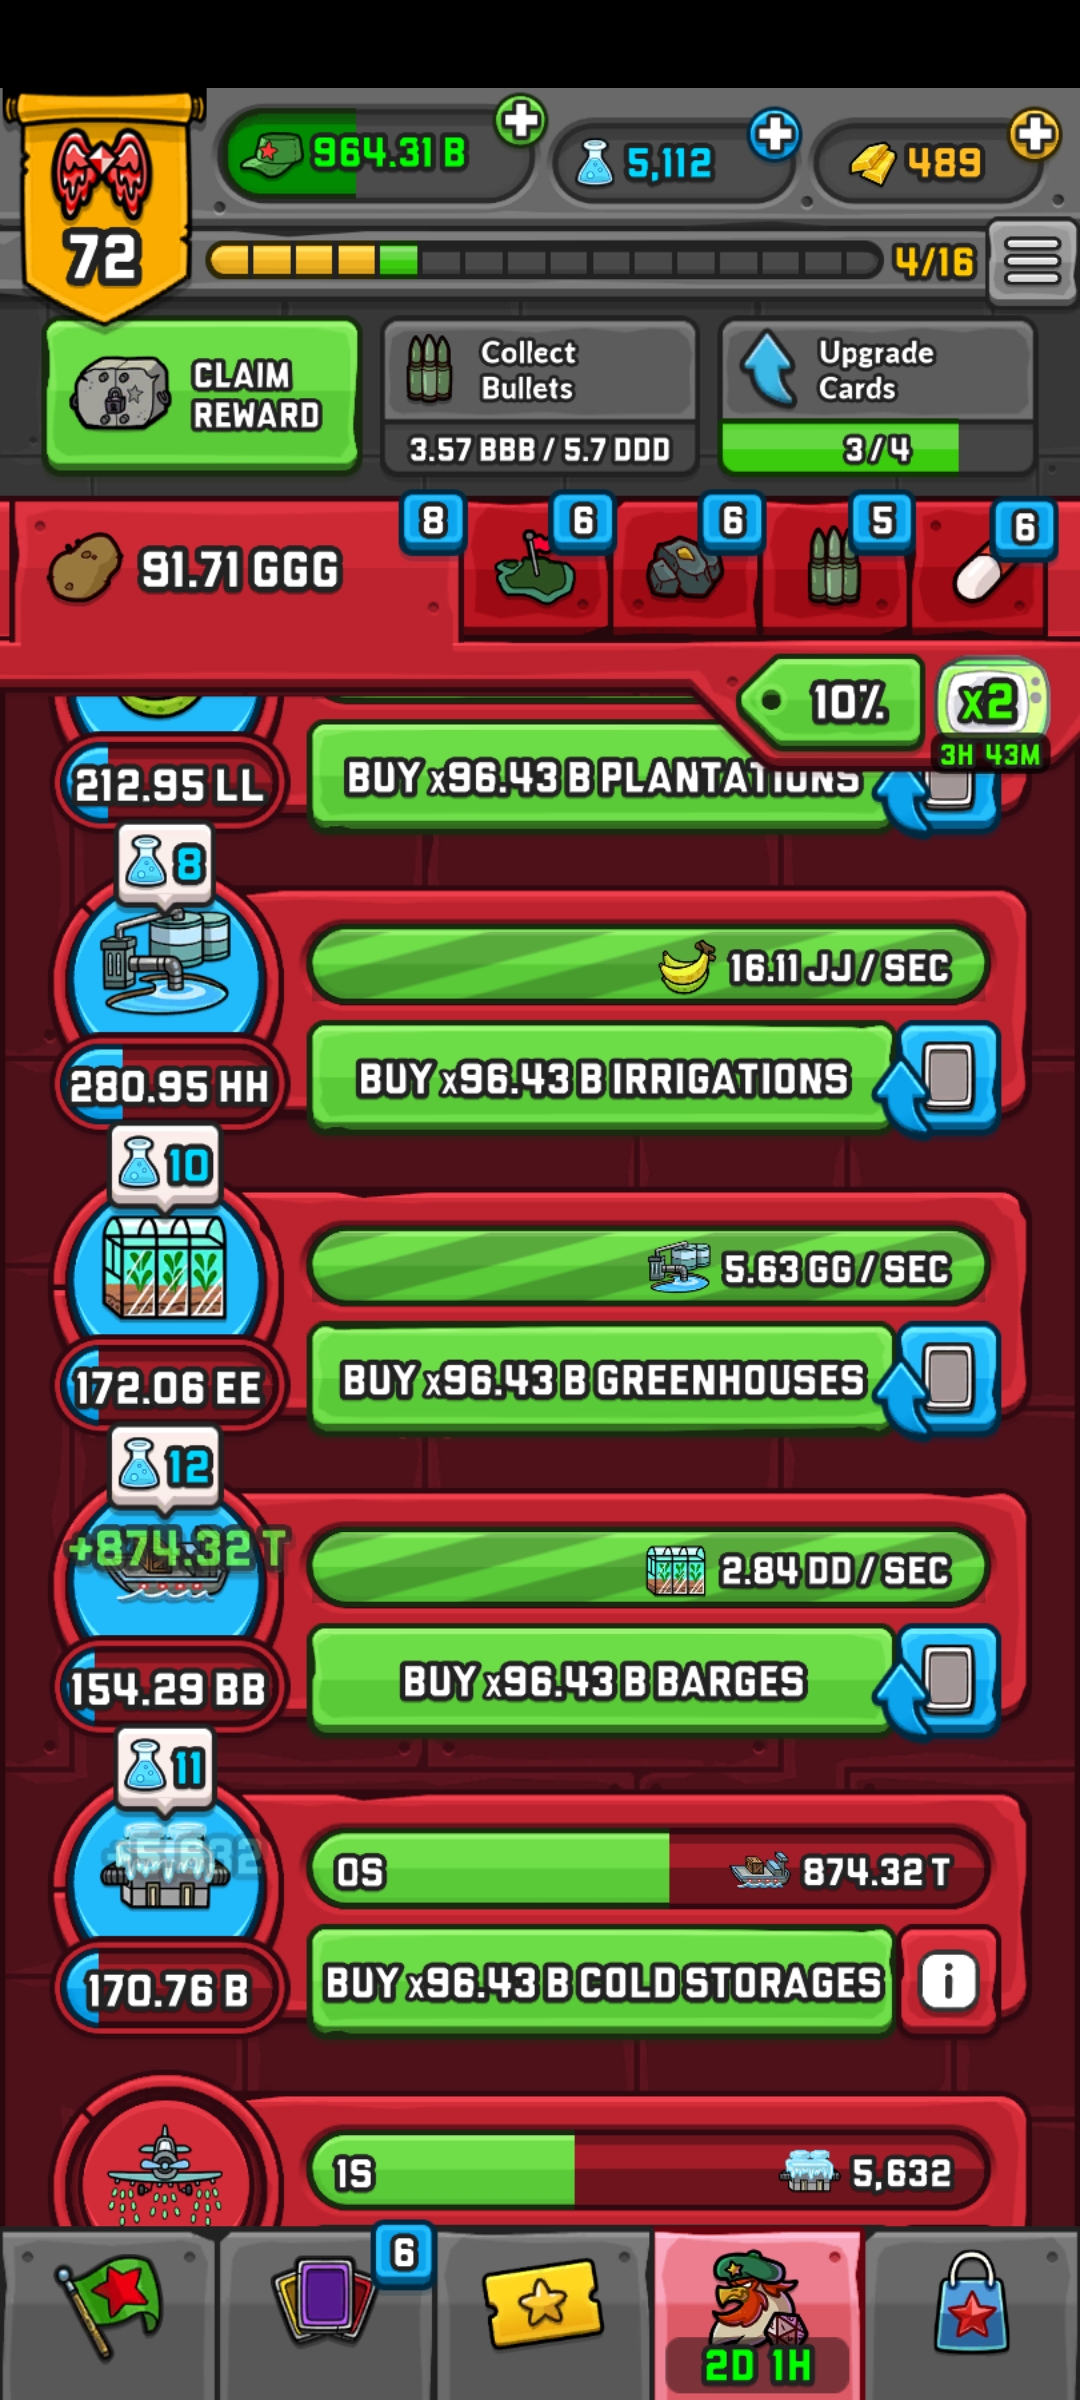 964.31 B
5,112
489
72
4/16
CLAIM
REWARD
Collect
Bullets
3.57 BBB / 5.7 DDD
Upgrade
Cards
3/4
91.71 GGG
8
6
6
5
6
10%
x2
3H 43M
212.95 LL
BUY x96.43 B PLANTATIONS
8
16.11 JJ / SEC
280.95 HH
BUY x96.43 B IRRIGATIONS
10
5.63 GG / SEC
172.06 EE
BUY x96.43 B GREENHOUSES
12
+874.32 T
2.84 DD / SEC
154.29 BB
BUY x96.43 B BARGES
11
+5,632
0S
874.32 T
170.76 B
BUY x96.43 B COLD STORAGES
i
1S
5,632
6
2D 1H